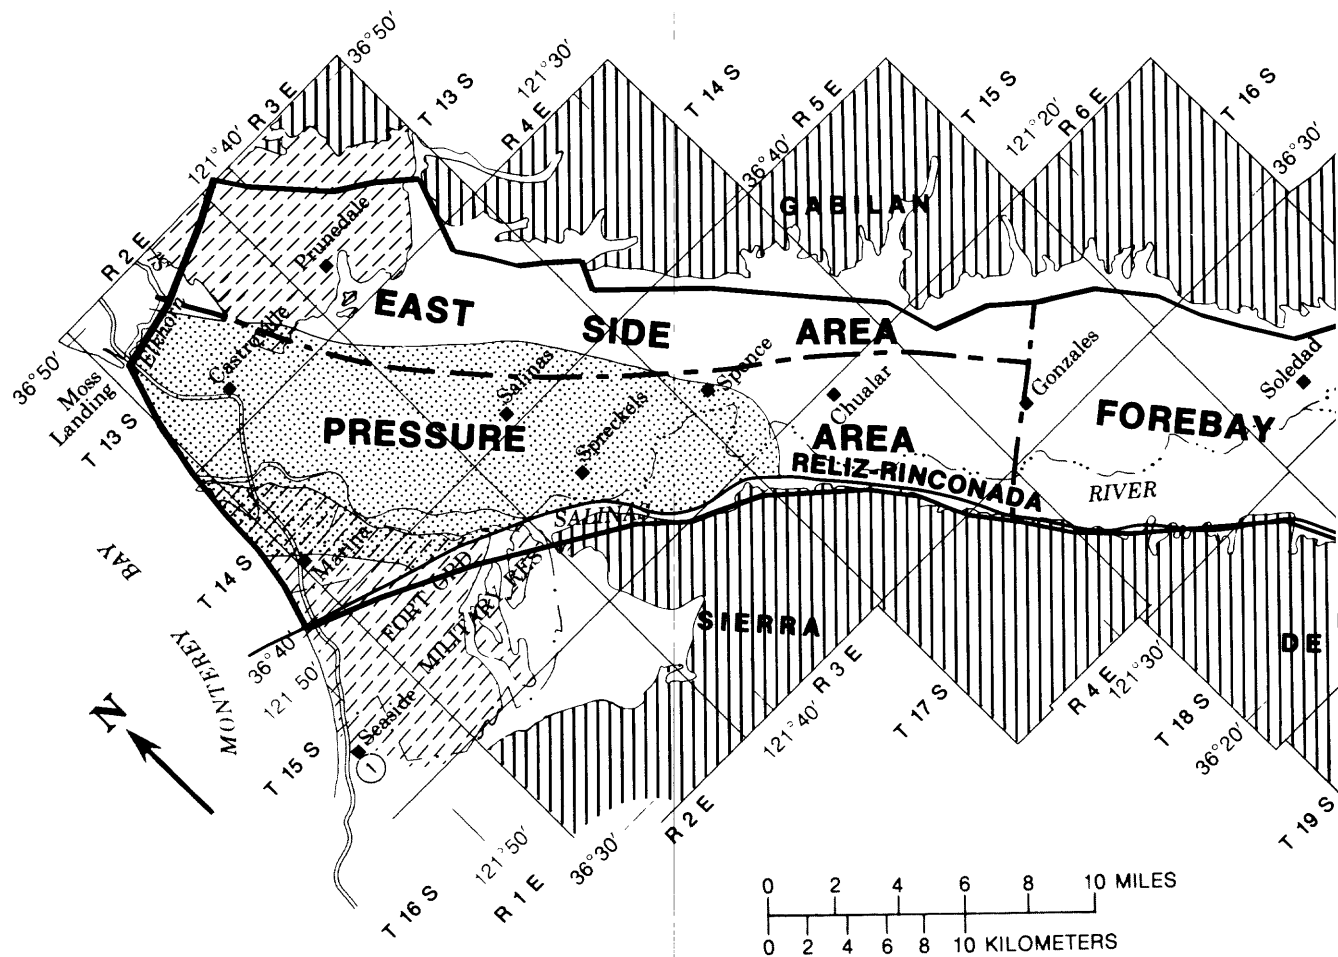 36°50'
121°30'
T 13 S
T 14 S
T 15 S
T 16 S
R 3 E
R 4 E
R 5 E
R 6 E
121°40'
36°40'
121°20'
36°30'
GABILAN
R 2 E
Prunedale
EAST SIDE AREA
Elkhorn
Castroville
36°50'
Moss
Landing
T 13 S
Salinas
Spence
Chualar
Gonzales
Soledad
PRESSURE AREA
FOREBAY
Spreckels
RELIZ-RINCONADA
SALINAS
RIVER
BAY
MONTEREY
T 14 S
Marina
FORT ORD
MILITARY RES
SIERRA
DE
36°40'
121°50'
Seaside
1
N
T 15 S
R 3 E
121°40'
T 17 S
R 4 E
121°30'
T 18 S
36°20'
T 19 S
R 2 E
36°30'
121°50'
R 1 E
T 16 S
0 2 4 6 8 10 MILES
0 2 4 6 8 10 KILOMETERS